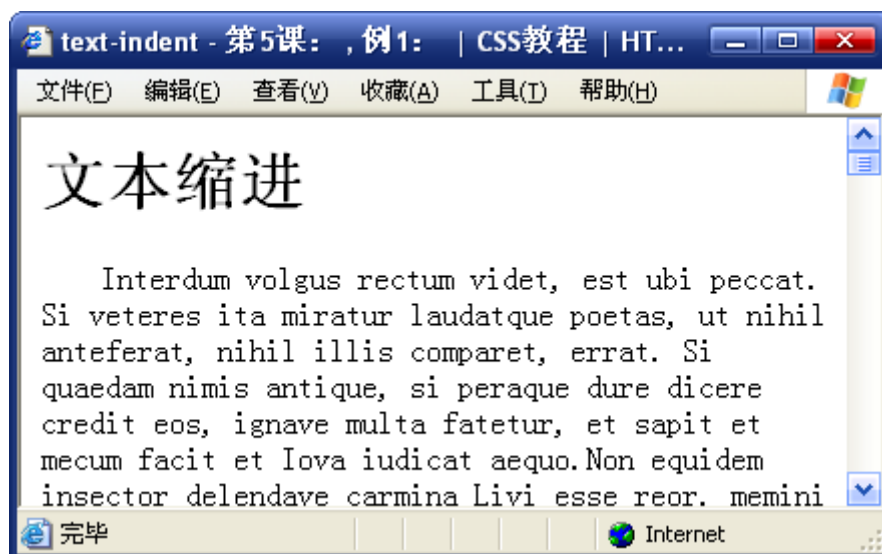 text-indent - 第5课： , 例1： | CSS教程 | HT...
文件(F) 编辑(E) 查看(V) 收藏(A) 工具(T) 帮助(H)
文本缩进
Interdum volgus rectum videt, est ubi peccat.
Si veteres ita miratur laudatque poetas, ut nihil
anteferat, nihil illis comparet, errat. Si
quaedam nimis antique, si peraque dure dicere
credit eos, ignave multa fatetur, et sapit et
mecum facit et Iova iudicat aequo.Non equidem
insector delendave carmina Livi esse reor, memini
完毕 Internet